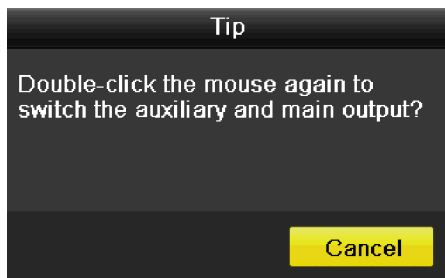 Tip
Double-click the mouse again to
switch the auxiliary and main output?
Cancel